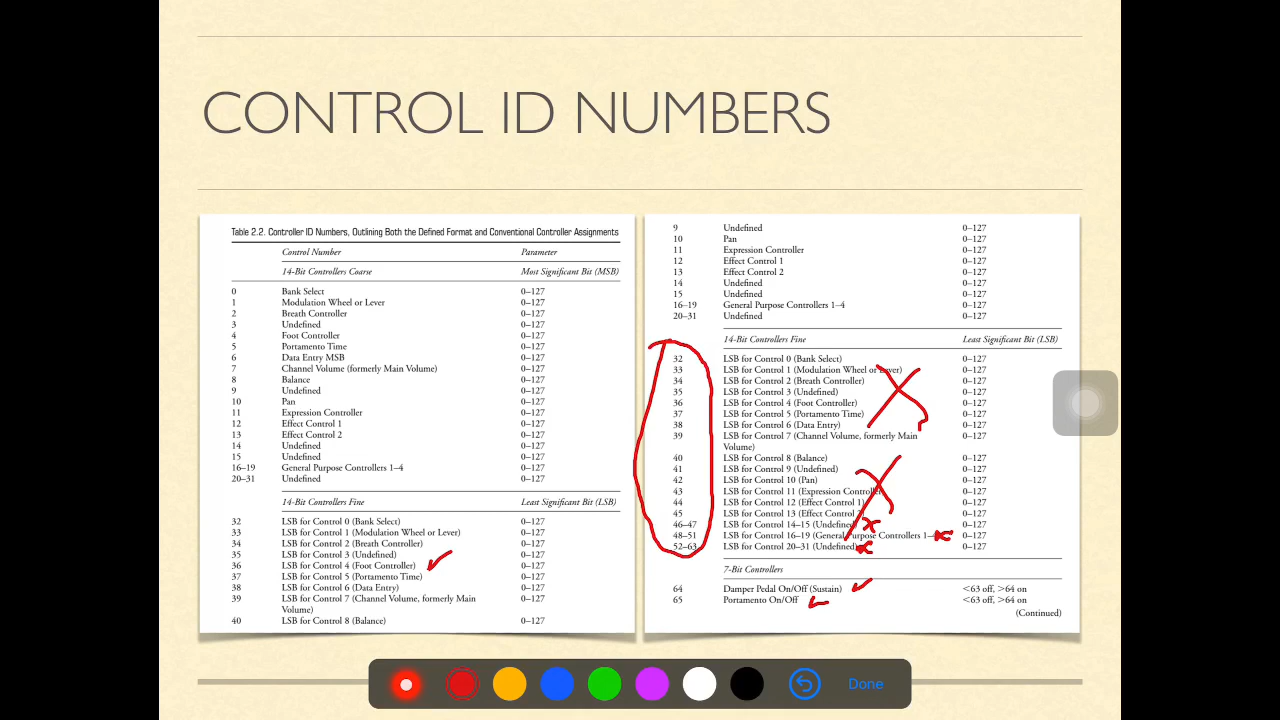 CONTROL ID NUMBERS
Table 2.2. Controller ID Numbers, Outlining Both the Defined Format and Conventional Controller Assignments
Control Number Parameter
14-Bit Controllers Coarse Most Significant Bit (MSB)
0 Bank Select 0–127
1 Modulation Wheel or Lever 0–127
2 Breath Controller 0–127
3 Undefined 0–127
4 Foot Controller 0–127
5 Portamento Time 0–127
6 Data Entry MSB 0–127
7 Channel Volume (formerly Main Volume) 0–127
8 Balance 0–127
9 Undefined 0–127
10 Pan 0–127
11 Expression Controller 0–127
12 Effect Control 1 0–127
13 Effect Control 2 0–127
14 Undefined 0–127
15 Undefined 0–127
16–19 General Purpose Controllers 1–4 0–127
20–31 Undefined 0–127
14-Bit Controllers Fine Least Significant Bit (LSB)
32 LSB for Control 0 (Bank Select) 0–127
33 LSB for Control 1 (Modulation Wheel or Lever) 0–127
34 LSB for Control 2 (Breath Controller) 0–127
35 LSB for Control 3 (Undefined) 0–127
36 LSB for Control 4 (Foot Controller) 0–127
37 LSB for Control 5 (Portamento Time) 0–127
38 LSB for Control 6 (Data Entry) 0–127
39 LSB for Control 7 (Channel Volume, formerly Main 0–127
Volume)
40 LSB for Control 8 (Balance) 0–127
9 Undefined 0–127
10 Pan 0–127
11 Expression Controller 0–127
12 Effect Control 1 0–127
13 Effect Control 2 0–127
14 Undefined 0–127
15 Undefined 0–127
16–19 General Purpose Controllers 1–4 0–127
20–31 Undefined 0–127
14-Bit Controllers Fine Least Significant Bit (LSB)
32 LSB for Control 0 (Bank Select) 0–127
33 LSB for Control 1 (Modulation Wheel or Lever) 0–127
34 LSB for Control 2 (Breath Controller) 0–127
35 LSB for Control 3 (Undefined) 0–127
36 LSB for Control 4 (Foot Controller) 0–127
37 LSB for Control 5 (Portamento Time) 0–127
38 LSB for Control 6 (Data Entry) 0–127
39 LSB for Control 7 (Channel Volume, formerly Main 0–127
Volume)
40 LSB for Control 8 (Balance) 0–127
41 LSB for Control 9 (Undefined) 0–127
42 LSB for Control 10 (Pan) 0–127
43 LSB for Control 11 (Expression Controller) 0–127
44 LSB for Control 12 (Effect Control 1) 0–127
45 LSB for Control 13 (Effect Control 2) 0–127
46–47 LSB for Control 14–15 (Undefined) 0–127
48–51 LSB for Control 16–19 (General Purpose Controllers 1–4) 0–127
52–63 LSB for Control 20–31 (Undefined) 0–127
7-Bit Controllers
64 Damper Pedal On/Off (Sustain) <63 off, >64 on
65 Portamento On/Off <63 off, >64 on
(Continued)
Done